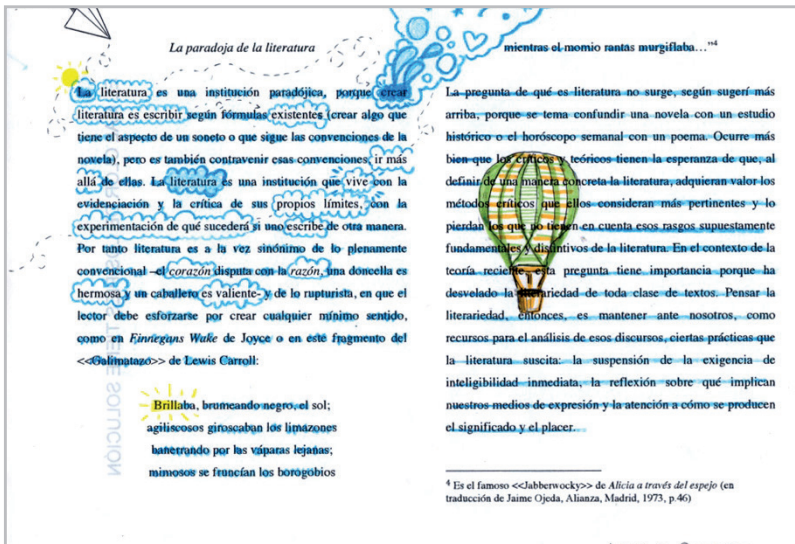 La paradoja de la literatura
La literatura es una institución paradójica, porque crear
literatura es escribir según fórmulas existentes (crear algo que
tiene el aspecto de un soneto o que sigue las convenciones de la
novela), pero es también contravenir esas convenciones, ir más
allá de ellas. La literatura es una institución que vive con la
evidenciación y la crítica de sus propios límites, con la
experimentación de qué sucederá si uno escribe de otra manera.
Por tanto literatura es a la vez sinónimo de lo plenamente
convencional –el corazón disputa con la razón, una doncella es
hermosa y un caballero es valiente- y de lo rupturista, en que el
lector debe esforzarse por crear cualquier mínimo sentido,
como en Finnegans Wake de Joyce o en este fragmento del
<<Galimatazo>> de Lewis Carroll:
Brillaba, brumeando negro, el sol;
agiliscosos giroscaban los limazones
banerrando por las váparas lejanas;
mimosos se fruncían los borogobios
mientras el momio rantas murgiflaba…"4
La pregunta de qué es literatura no surge, según sugerí más
arriba, porque se tema confundir una novela con un estudio
histórico o el horóscopo semanal con un poema. Ocurre más
bien que los críticos y teóricos tienen la esperanza de que, al
definir de una manera concreta la literatura, adquieran valor los
métodos críticos que ellos consideran más pertinentes y lo
pierdan los que no tienen en cuenta esos rasgos supuestamente
fundamentales y distintivos de la literatura. En el contexto de la
teoría reciente, esta pregunta tiene importancia porque ha
desvelado la literariedad de toda clase de textos. Pensar la
literariedad, entonces, es mantener ante nosotros, como
recursos para el análisis de esos discursos, ciertas prácticas que
la literatura suscita: la suspensión de la exigencia de
inteligibilidad inmediata, la reflexión sobre qué implican
nuestros medios de expresión y la atención a cómo se producen
el significado y el placer.
4 Es el famoso <<Jabberwocky>> de Alicia a través del espejo (en
traducción de Jaime Ojeda, Alianza, Madrid, 1973, p.46)